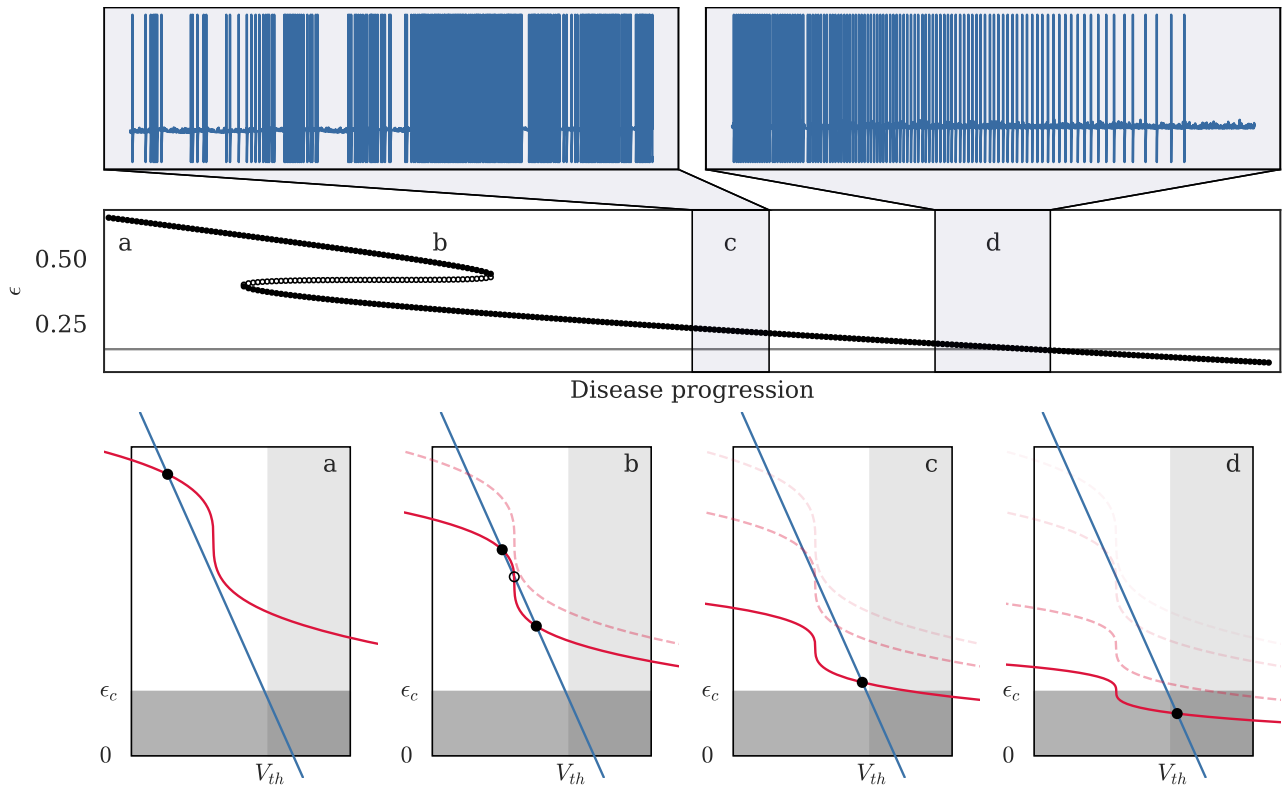 a b c d
0.50
ϵ
0.25
Disease progression
a b c d
ϵc ϵc ϵc ϵc
0 0 0 0
Vth Vth Vth Vth